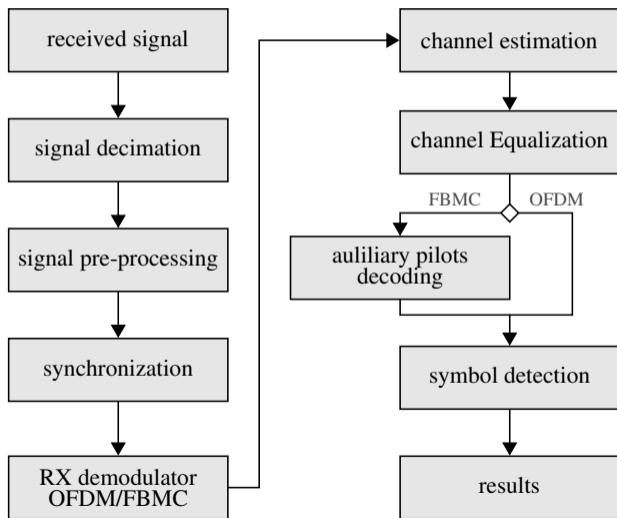 received signal
signal decimation
signal pre-processing
synchronization
RX demodulator
OFDM/FBMC
channel estimation
channel Equalization
FBMC
OFDM
auliliary pilots
decoding
symbol detection
results